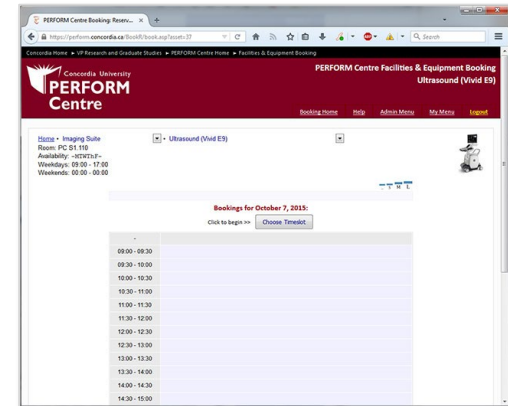 PERFORM Centre Booking: Reserv...
https://perform.concordia.ca/BookR/book.asp?asset=37
Search
Concordia Home ► VP Research and Graduate Studies ► PERFORM Centre Home ► Facilities & Equipment Booking
Concordia University
PERFORM
Centre
PERFORM Centre Facilities & Equipment Booking
Ultrasound (Vivid E9)
Booking Home Help Admin Menu My Menu Logout
Home • Imaging Suite • Ultrasound (Vivid E9)
Room: PC S1.110
Availability: -MTWThF-
Weekdays: 09:00 - 17:00
Weekends: 00:00 - 00:00
Bookings for October 7, 2015:
Click to begin >> Choose Timeslot
-
09:00 - 09:30
09:30 - 10:00
10:00 - 10:30
10:30 - 11:00
11:00 - 11:30
11:30 - 12:00
12:00 - 12:30
12:30 - 13:00
13:00 - 13:30
13:30 - 14:00
14:00 - 14:30
14:30 - 15:00